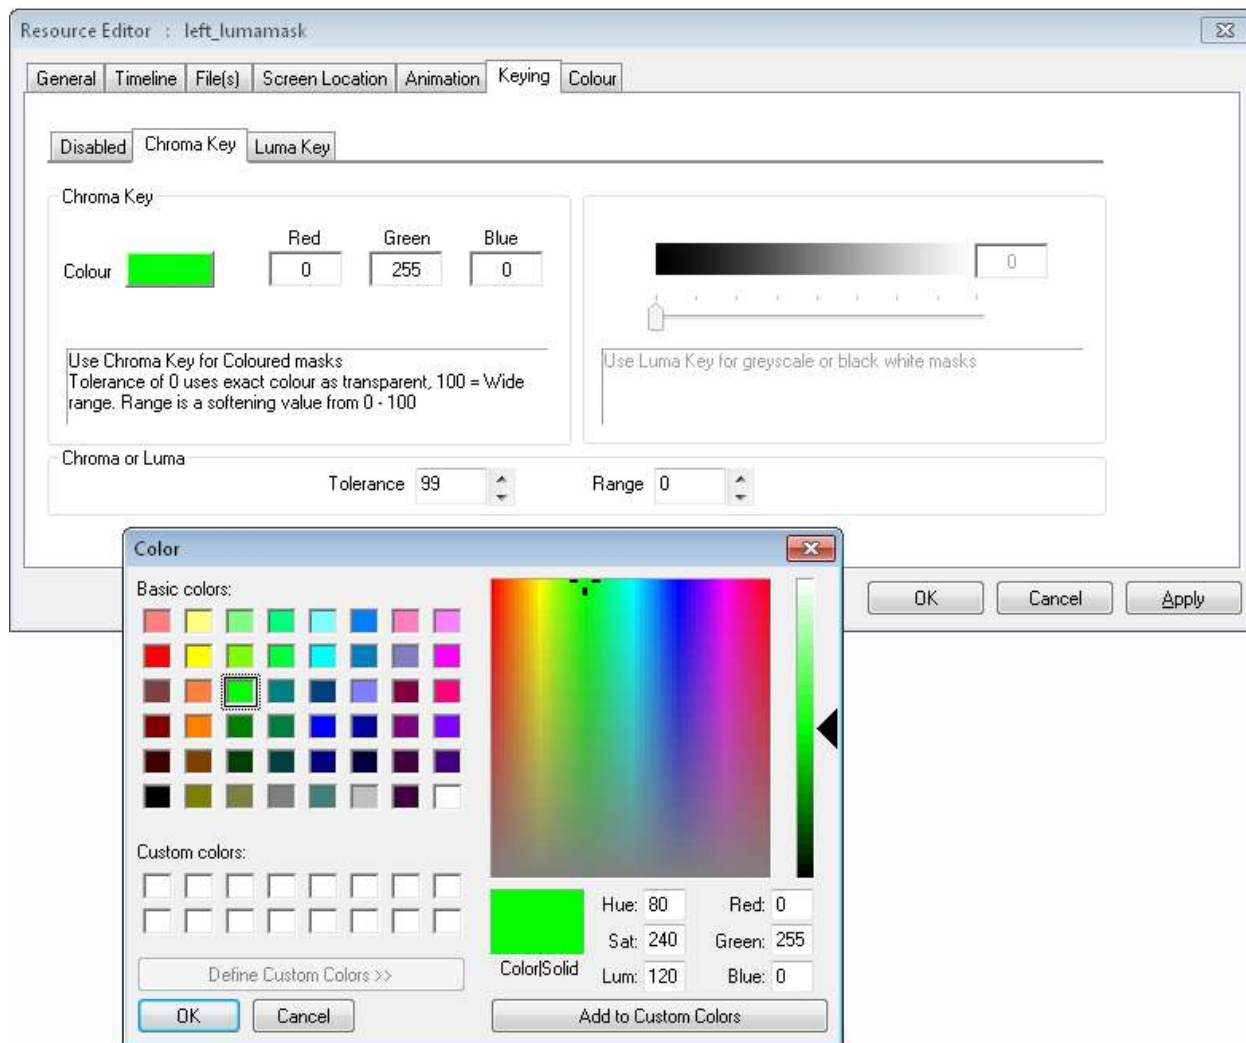 Resource Editor : left_lumamask
General Timeline File(s) Screen Location Animation Keying Colour
Disabled Chroma Key Luma Key
Chroma Key
Red Green Blue
Colour 0 255 0
0
Use Chroma Key for Coloured masks
Tolerance of 0 uses exact colour as transparent, 100 = Wide
range. Range is a softening value from 0 - 100
Use Luma Key for greyscale or black white masks
Chroma or Luma
Tolerance 99 Range 0
OK Cancel Apply
Color
Basic colors:
Custom colors:
Define Custom Colors >>
OK Cancel
Color|Solid
Hue: 80 Red: 0
Sat: 240 Green: 255
Lum: 120 Blue: 0
Add to Custom Colors